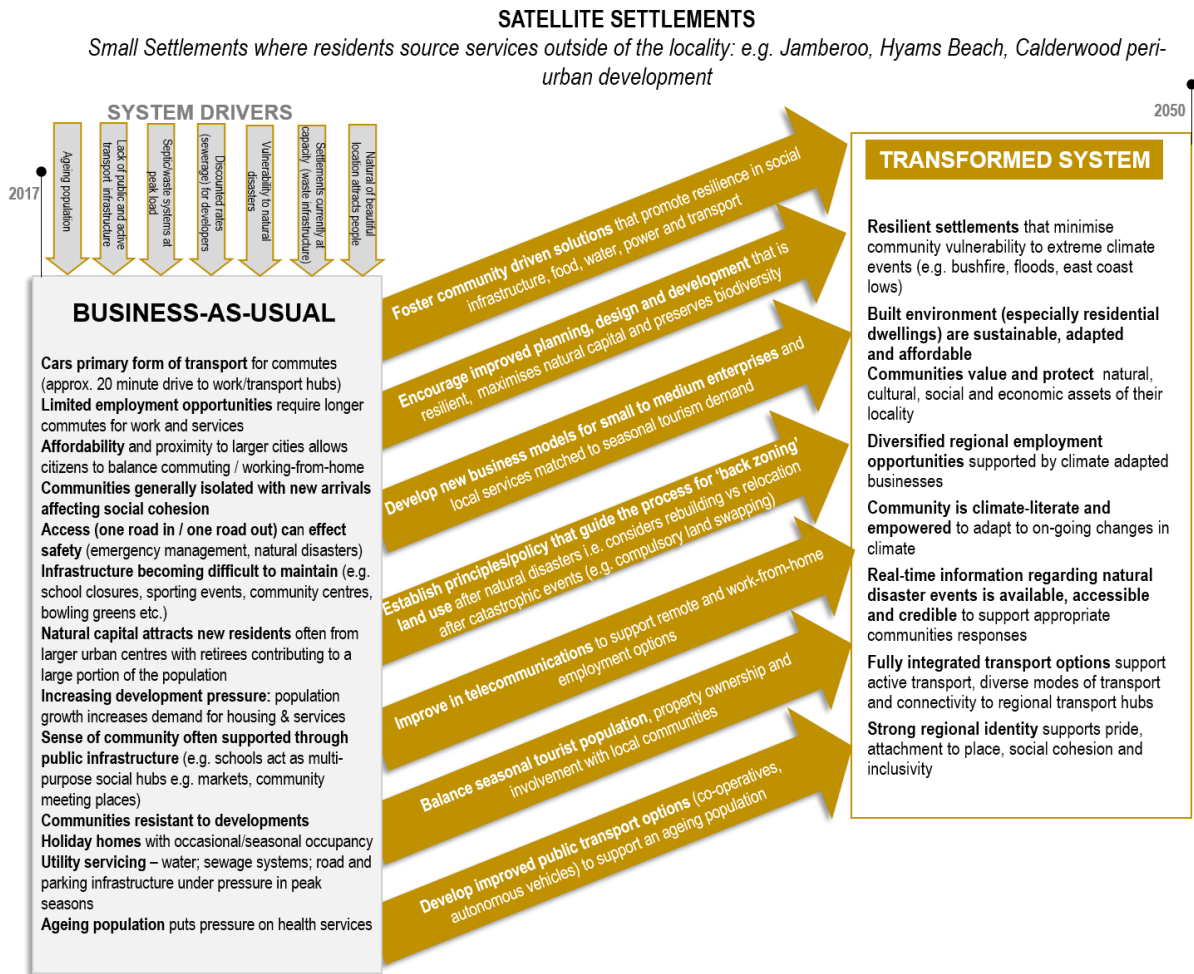 SATELLITE SETTLEMENTS
Small Settlements where residents source services outside of the locality: e.g. Jamberoo, Hyams Beach, Calderwood peri-
urban development
SYSTEM DRIVERS
2017
2050
Ageing population
Lack of public and active
transport infrastructure
Septic/waste systems at
peak load
Discounted rates
(sewerage) for developers
Vulnerability to natural
disasters
Settlements currently at
capacity (waste infrastructure)
Natural of beautiful
location attracts people
BUSINESS-AS-USUAL
Cars primary form of transport for commutes
(approx. 20 minute drive to work/transport hubs)
Limited employment opportunities require longer
commutes for work and services
Affordability and proximity to larger cities allows
citizens to balance commuting / working-from-home
Communities generally isolated with new arrivals
affecting social cohesion
Access (one road in / one road out) can effect
safety (emergency management, natural disasters)
Infrastructure becoming difficult to maintain (e.g.
school closures, sporting events, community centres,
bowling greens etc.)
Natural capital attracts new residents often from
larger urban centres with retirees contributing to a
large portion of the population
Increasing development pressure: population
growth increases demand for housing & services
Sense of community often supported through
public infrastructure (e.g. schools act as multi-
purpose social hubs e.g. markets, community
meeting places)
Communities resistant to developments
Holiday homes with occasional/seasonal occupancy
Utility servicing – water; sewage systems; road and
parking infrastructure under pressure in peak
seasons
Ageing population puts pressure on health services
Foster community driven solutions that promote resilience in social
infrastructure, food, water, power and transport
Encourage improved planning, design and development that is
resilient, maximises natural capital and preserves biodiversity
Develop new business models for small to medium enterprises and
local services matched to seasonal tourism demand
Establish principles/policy that guide the process for ‘back zoning’
land use after natural disasters i.e. considers rebuilding vs relocation
after catastrophic events (e.g. compulsory land swapping)
Improve in telecommunications to support remote and work-from-home
employment options
Balance seasonal tourist population, property ownership and
involvement with local communities
Develop improved public transport options (co-operatives,
autonomous vehicles) to support an ageing population
TRANSFORMED SYSTEM
Resilient settlements that minimise
community vulnerability to extreme climate
events (e.g. bushfire, floods, east coast
lows)
Built environment (especially residential
dwellings) are sustainable, adapted
and affordable
Communities value and protect natural,
cultural, social and economic assets of their
locality
Diversified regional employment
opportunities supported by climate adapted
businesses
Community is climate-literate and
empowered to adapt to on-going changes in
climate
Real-time information regarding natural
disaster events is available, accessible
and credible to support appropriate
communities responses
Fully integrated transport options support
active transport, diverse modes of transport
and connectivity to regional transport hubs
Strong regional identity supports pride,
attachment to place, social cohesion and
inclusivity